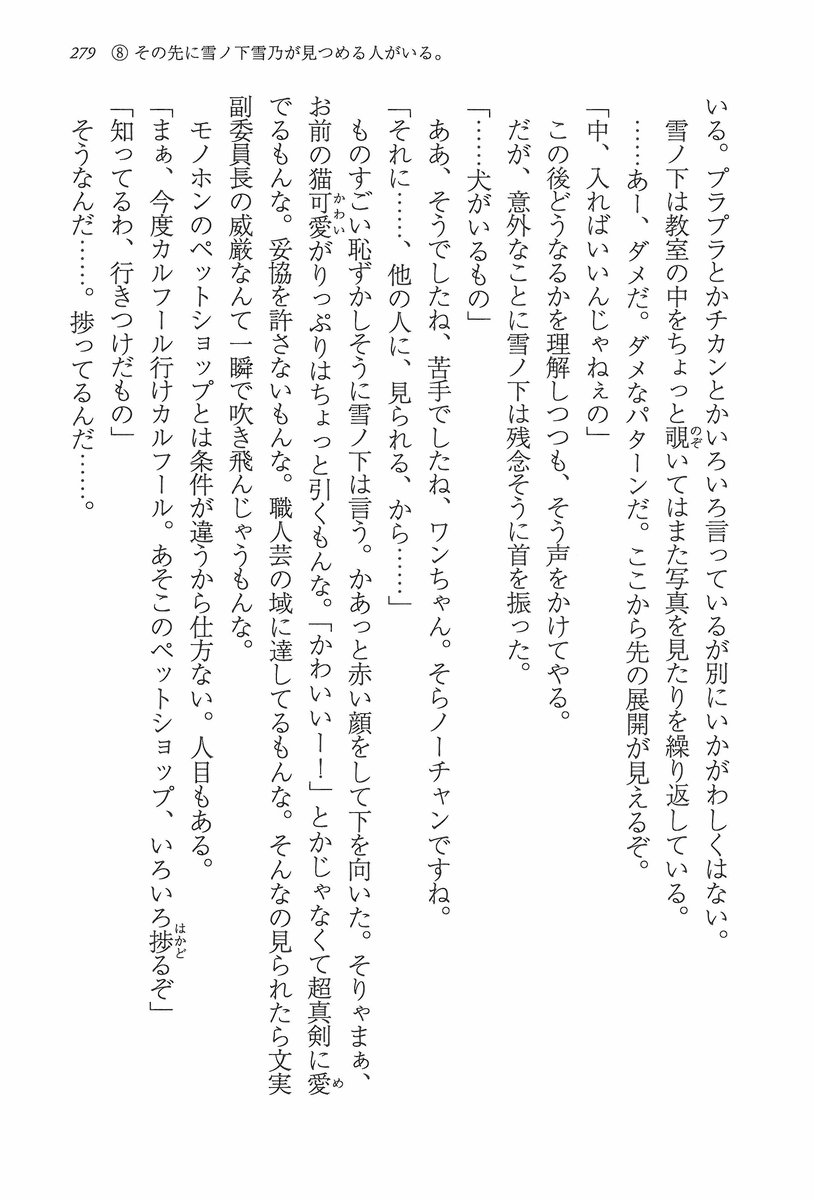 279 ⑧ その先に雪ノ下雪乃が見つめる人がいる。
いる。プラプラとかチカンとかいろいろ言っているが別にいかがわしくはない。
雪ノ下は教室の中をちょっと覗いてはまた写真を見たりを繰り返している。
……あー、ダメだ。ダメなパターンだ。ここから先の展開が見えるぞ。
「中、入ればいいんじゃねぇの」
この後どうなるかを理解しつつも、そう声をかけてやる。
だが、意外なことに雪ノ下は残念そうに首を振った。
「……犬がいるもの」
ああ、そうでしたね、苦手でしたね、ワンちゃん。そらノーチャンですね。
「それに……、他の人に、見られる、から……」
ものすごい恥ずかしそうに雪ノ下は言う。かあっと赤い顔をして下を向いた。そりゃまぁ、
お前の猫可愛がりっぷりはちょっと引くもんな。「かわいいー！」とかじゃなくて超真剣に愛
でるもんな。妥協を許さないもんな。職人芸の域に達してるもんな。そんなの見られたら文実
副委員長の威厳なんて一瞬で吹き飛んじゃうもんな。
モノホンのペットショップとは条件が違うから仕方ない。人目もある。
「まぁ、今度カルフール行けカルフール。あそこのペットショップ、いろいろ捗るぞ」
「知ってるわ、行きつけだもの」
そうなんだ……。捗ってるんだ……。